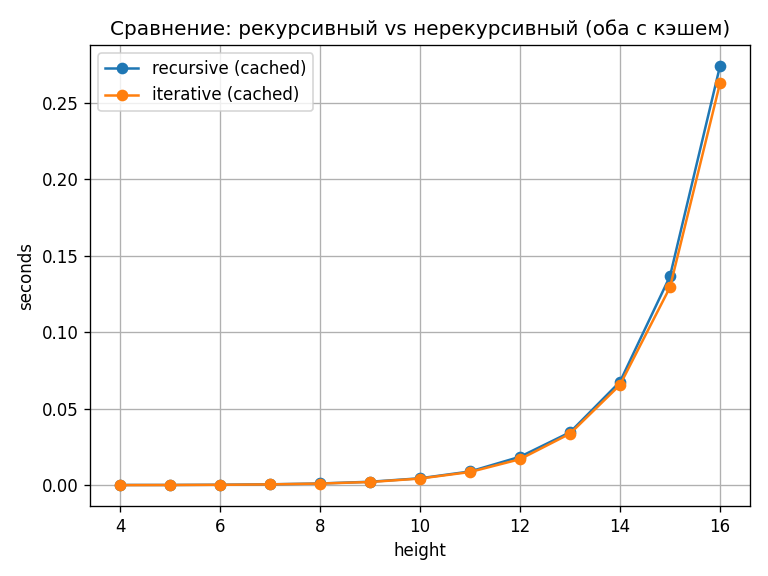 Сравнение: рекурсивный vs нерекурсивный (оба с кэшем)
recursive (cached)
iterative (cached)
0.25
0.20
0.15
0.10
0.05
0.00
seconds
4 6 8 10 12 14 16
height